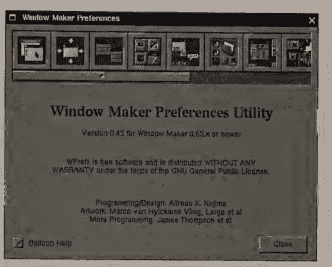 Window Maker Preferences
Window Maker Preferences Utility
Version 0.45 for Window Maker 0.65.x or newer
WPrefs is free software and is distributed WITHOUT ANY
WARRANTY under the terms of the GNU General Public License.
Programming/Design: Alfredo K. Kojima
Artwork: Marco van Hylckama Vlieg, Largo et al
More Programming: James Thompson et al
Balloon Help
Close